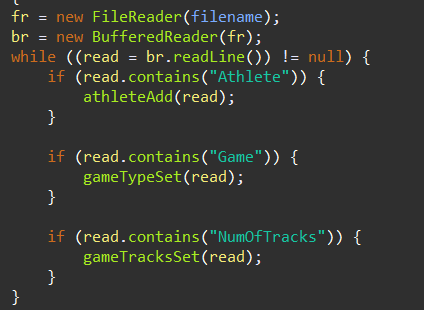 {
fr = new FileReader(filename);
br = new BufferedReader(fr);
while ((read = br.readLine()) != null) {
if (read.contains("Athlete")) {
athleteAdd(read);
}
if (read.contains("Game")) {
gameTypeSet(read);
}
if (read.contains("NumOfTracks")) {
gameTracksSet(read);
}
}